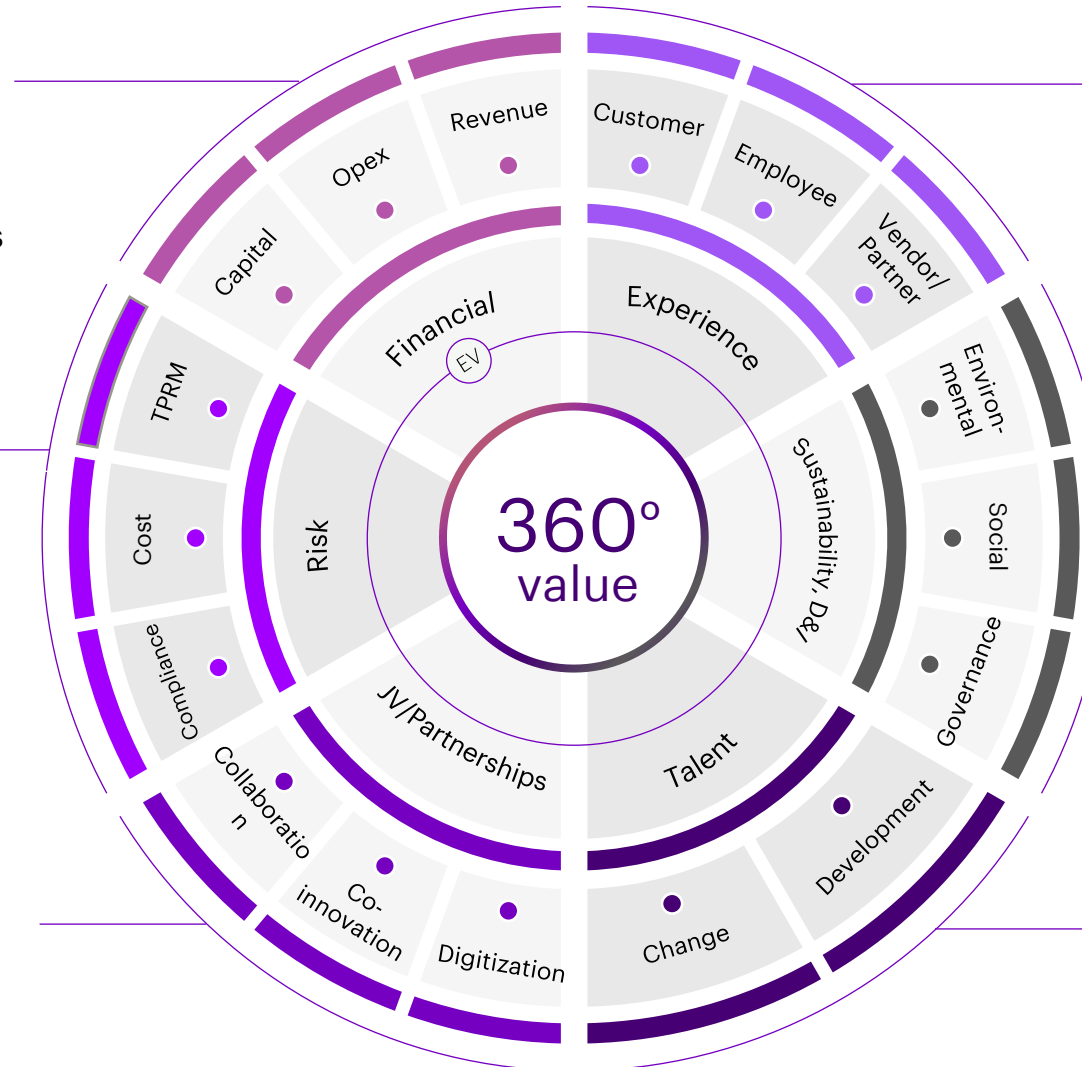 Revenue
Customer
Opex
Employee
Capital
Vendor/
Partner
s
Financial
Experience
EV
TPRM
Environ-
mental
Cost
Risk
360°
value
Sustainability, D&I
Social
Compliance
Governance
JV/Partnerships
Talent
Collaboratio
n
Co-
innovation
Digitization
Change
Development